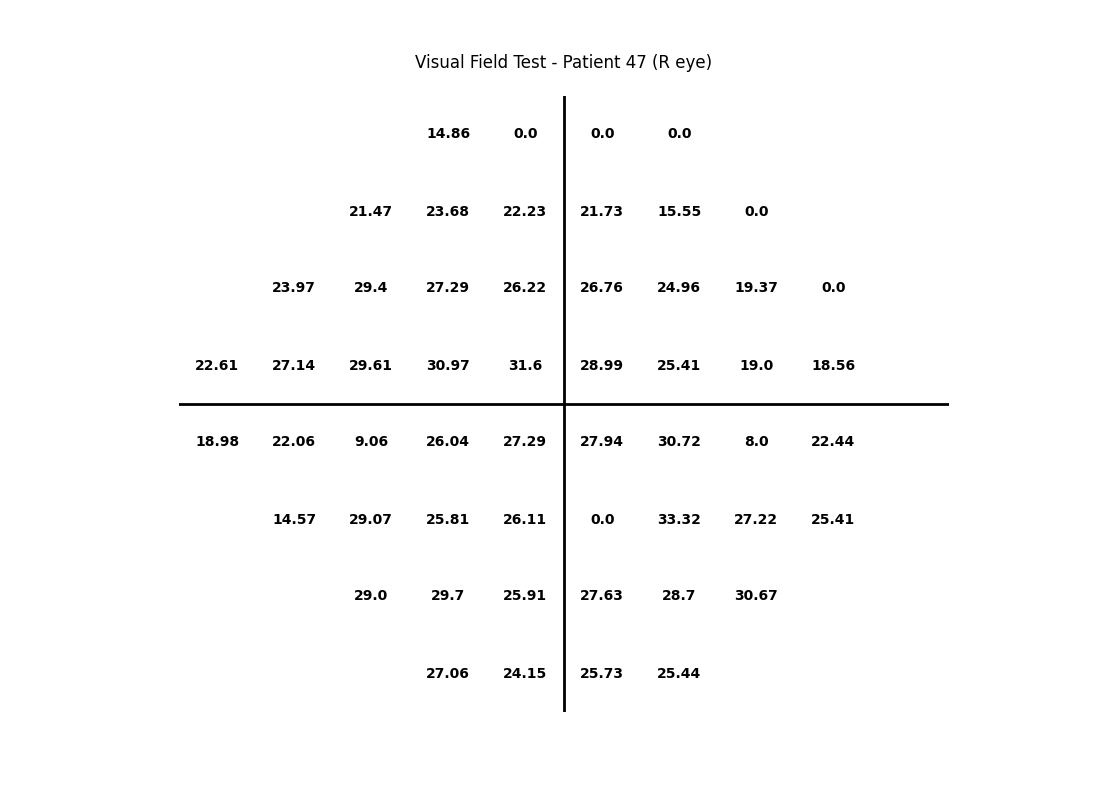 Visual Field Test - Patient 47 (R eye)
14.86 0.0 0.0 0.0
21.47 23.68 22.23 21.73 15.55 0.0
23.97 29.4 27.29 26.22 26.76 24.96 19.37 0.0
22.61 27.14 29.61 30.97 31.6 28.99 25.41 19.0 18.56
18.98 22.06 9.06 26.04 27.29 27.94 30.72 8.0 22.44
14.57 29.07 25.81 26.11 0.0 33.32 27.22 25.41
29.0 29.7 25.91 27.63 28.7 30.67
27.06 24.15 25.73 25.44